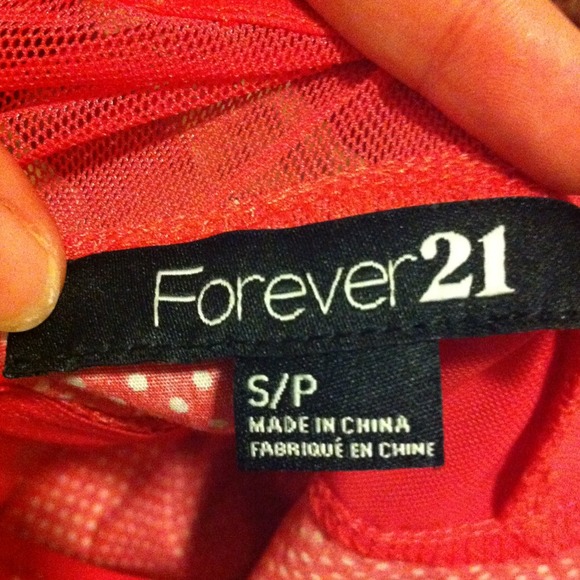 Forever21
S/P
MADE IN CHINA
FABRIQUÉ EN CHINE